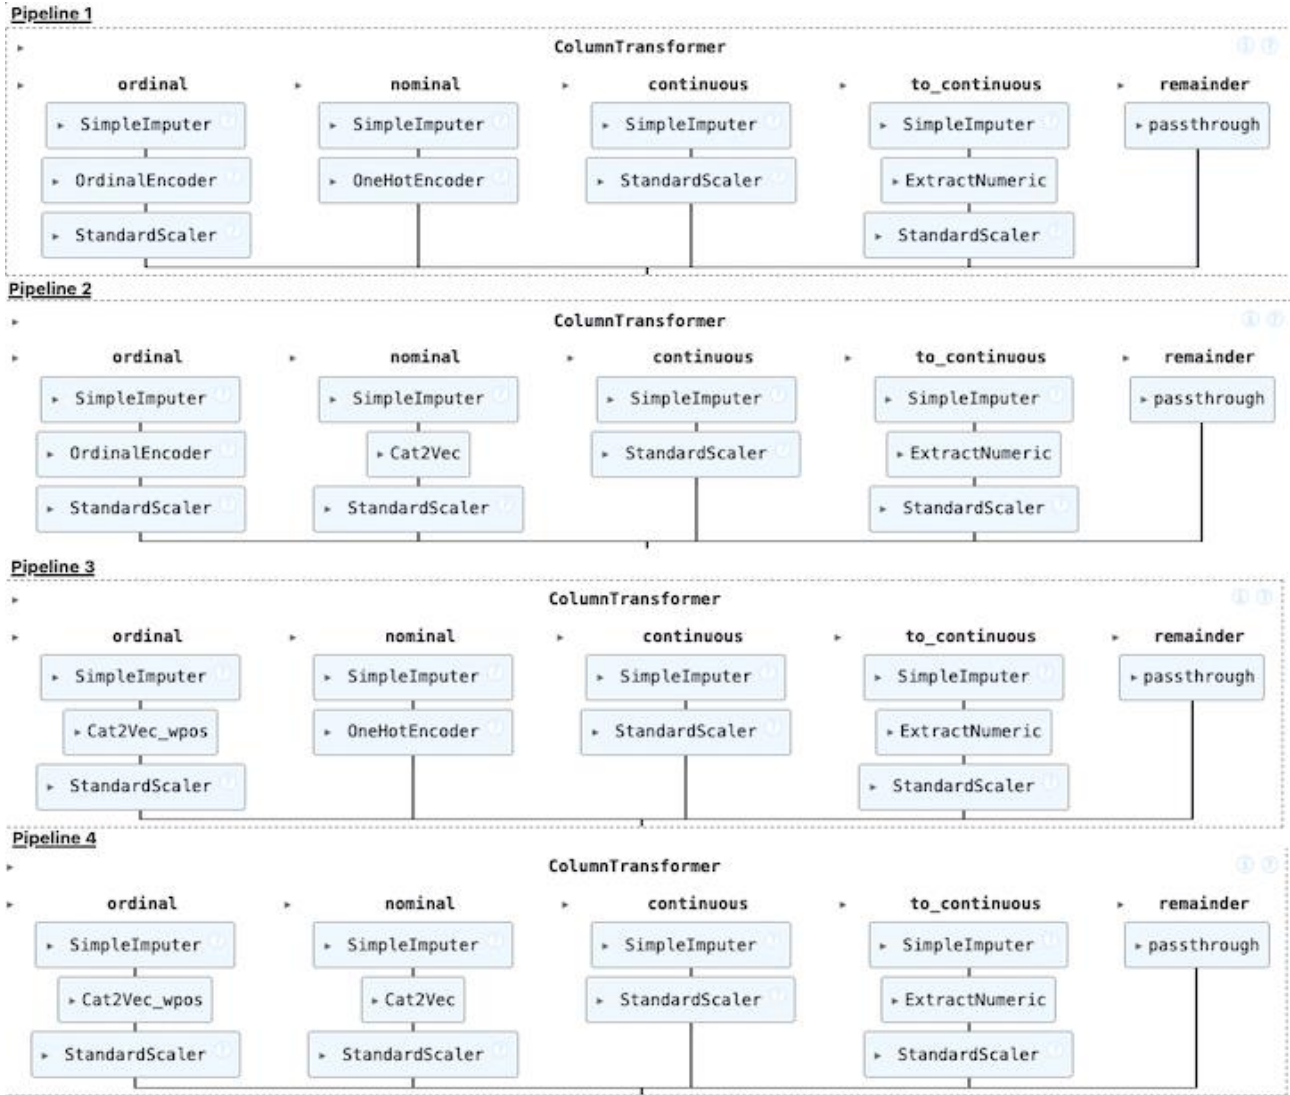 Pipeline 1
ColumnTransformer
ordinal nominal continuous to_continuous remainder
SimpleImputer SimpleImputer SimpleImputer SimpleImputer passthrough
OrdinalEncoder OneHotEncoder StandardScaler ExtractNumeric
StandardScaler StandardScaler
Pipeline 2
ColumnTransformer
ordinal nominal continuous to_continuous remainder
SimpleImputer SimpleImputer SimpleImputer SimpleImputer passthrough
OrdinalEncoder Cat2Vec StandardScaler ExtractNumeric
StandardScaler StandardScaler StandardScaler
Pipeline 3
ColumnTransformer
ordinal nominal continuous to_continuous remainder
SimpleImputer SimpleImputer SimpleImputer SimpleImputer passthrough
Cat2Vec_wpos OneHotEncoder StandardScaler ExtractNumeric
StandardScaler StandardScaler
Pipeline 4
ColumnTransformer
ordinal nominal continuous to_continuous remainder
SimpleImputer SimpleImputer SimpleImputer SimpleImputer passthrough
Cat2Vec_wpos Cat2Vec StandardScaler ExtractNumeric
StandardScaler StandardScaler StandardScaler